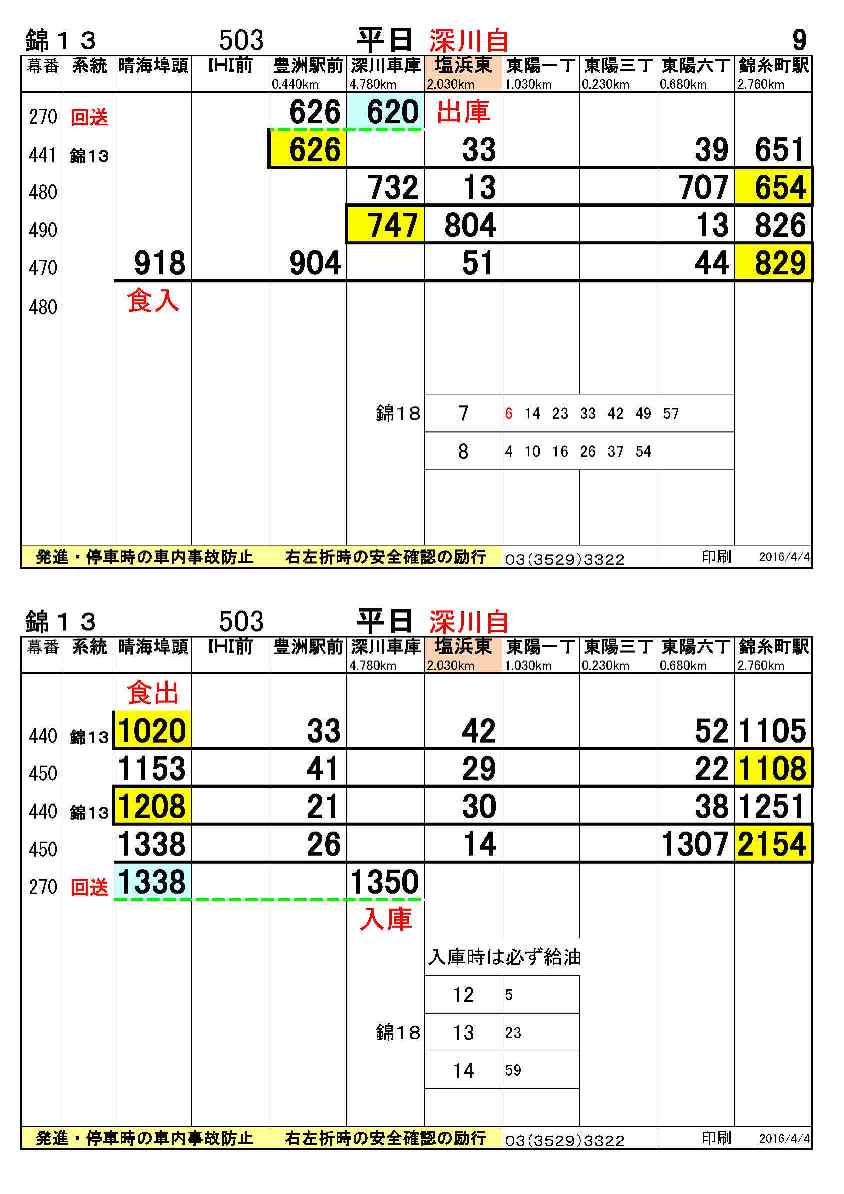 錦13 503 平日 深川自 9
幕番 系統 晴海埠頭 IHI前 豊洲駅前 深川車庫 塩浜東 東陽一丁 東陽三丁 東陽六丁 錦糸町駅
0.440km 4.780km 2.030km 1.030km 0.230km 0.680km 2.760km
270 回送 626 620 出庫
441 錦13 626 33 39 651
480 732 13 707 654
490 747 804 13 826
470 918 904 51 44 829
480 食入
錦18 7 6 14 23 33 42 49 57
8 4 10 16 26 37 54
発進・停車時の車内事故防止 右左折時の安全確認の励行 03(3529)3322 印刷 2016/4/4
錦13 503 平日 深川自
幕番 系統 晴海埠頭 IHI前 豊洲駅前 深川車庫 塩浜東 東陽一丁 東陽三丁 東陽六丁 錦糸町駅
4.780km 2.030km 1.030km 0.230km 0.680km 2.760km
食出
440 錦13 1020 33 42 52 1105
450 1153 41 29 22 1108
440 錦13 1208 21 30 38 1251
450 1338 26 14 1307 2154
270 回送 1338 1350
入庫
入庫時は必ず給油
12 5
錦18 13 23
14 59
発進・停車時の車内事故防止 右左折時の安全確認の励行 03(3529)3322 印刷 2016/4/4